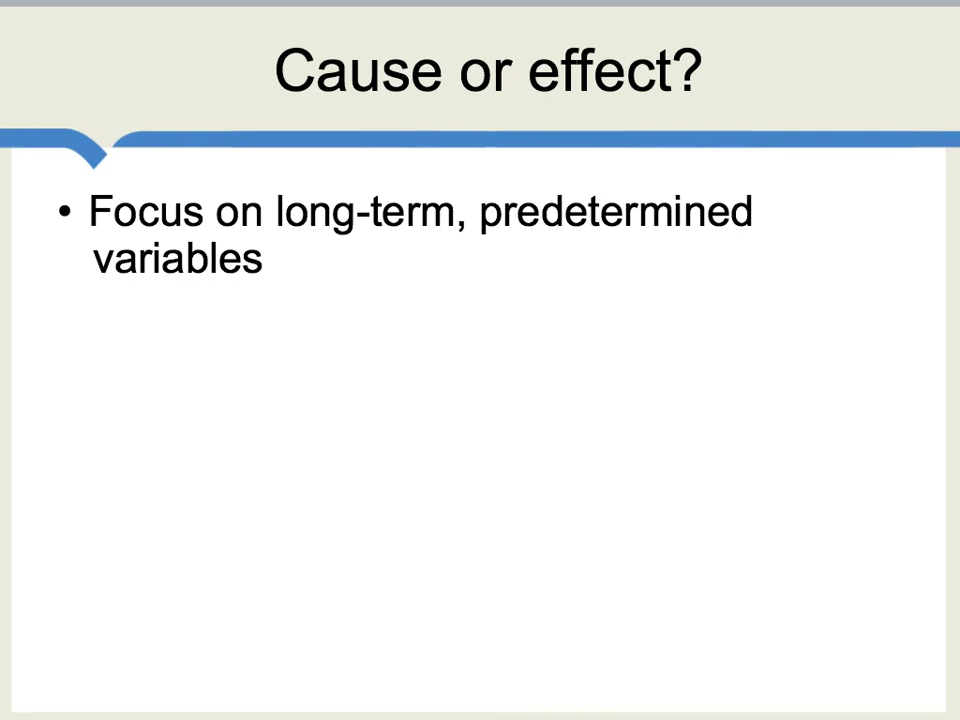 Cause or effect?
• Focus on long-term, predetermined
variables